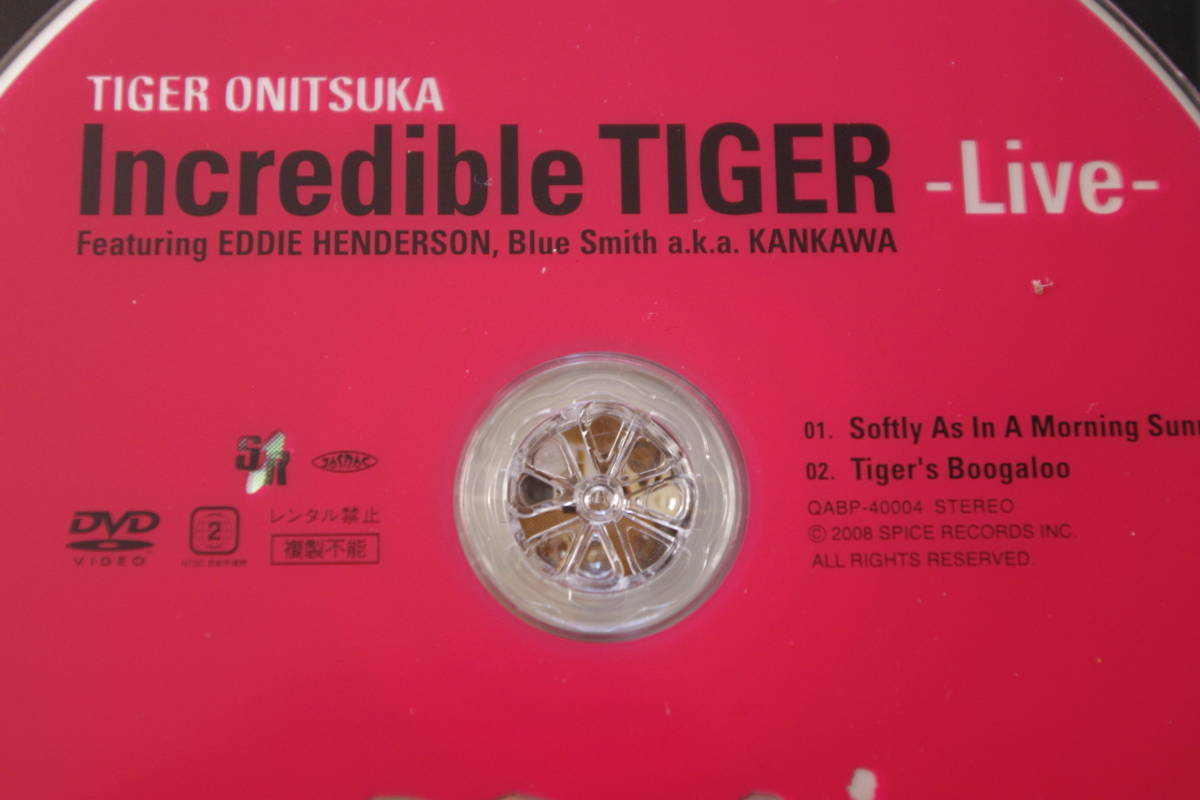 TIGER ONITSUKA
Incredible TIGER -Live-
Featuring EDDIE HENDERSON, Blue Smith a.k.a. KANKAWA
01. Softly As In A Morning
02. Tiger's Boogaloo
QABP-40004 STEREO
© 2008 SPICE RECORDS INC.
ALL RIGHTS RESERVED.
SR
JASRAC
DVD
VIDEO
2
レンタル禁止
複製不能